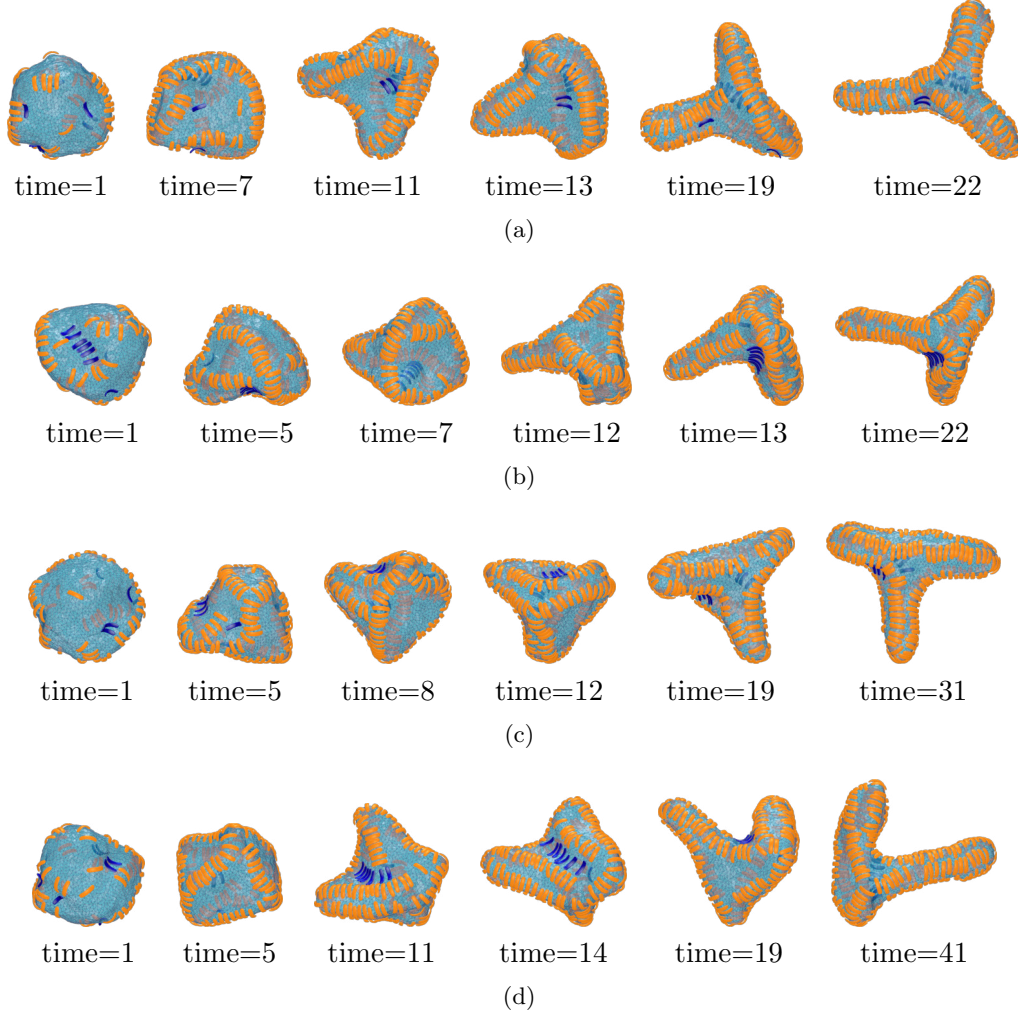 time=1 time=7 time=11 time=13 time=19 time=22
(a)
time=1 time=5 time=7 time=12 time=13 time=22
(b)
time=1 time=5 time=8 time=12 time=19 time=31
(c)
time=1 time=5 time=11 time=14 time=19 time=41
(d)